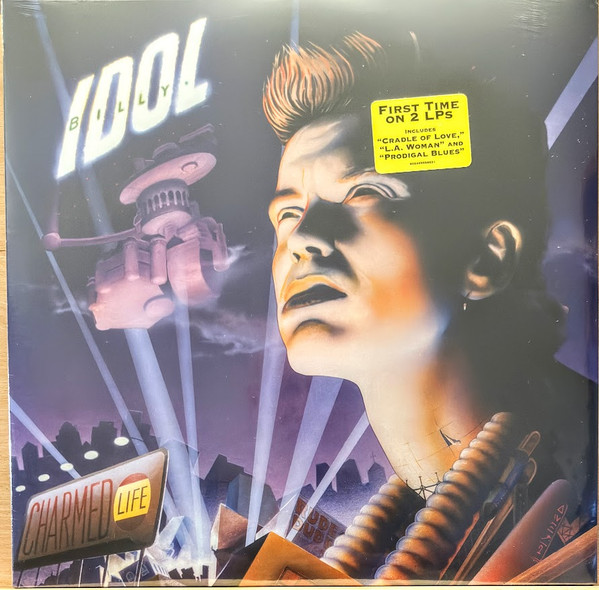 IDOL
BILLY
FIRST TIME
ON 2 LPS
INCLUDES
"CRADLE OF LOVE,"
"L.A. WOMAN" AND
"PRODIGAL BLUES"
CHARMED
LIFE